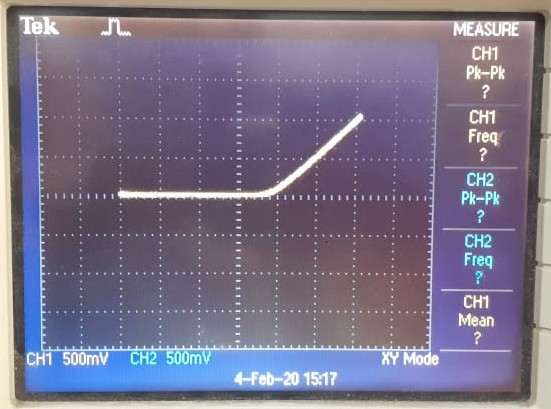 Tek
MEASURE
CH1
Pk-Pk
?
CH1
Freq
?
CH2
Pk-Pk
?
CH2
Freq
?
CH1
Mean
?
CH1 500mV CH2 500mV XY Mode
4-Feb-20 15:17